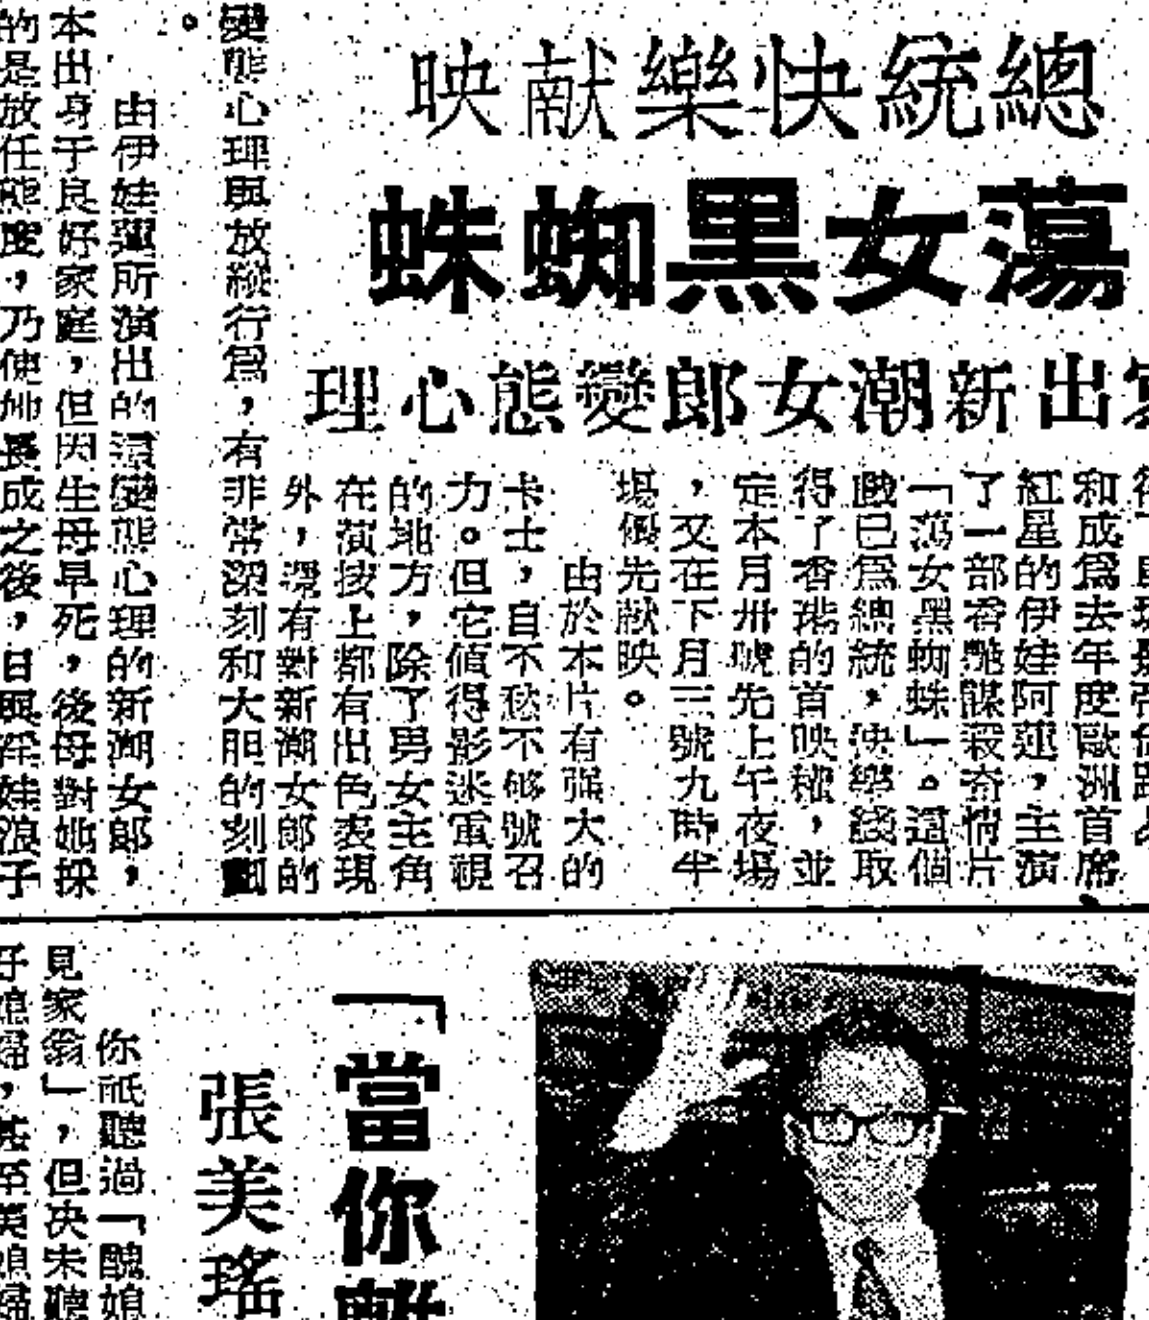 總統快樂献映
蕩女黑蜘蛛
出新潮女郎變態心理
和成為去年度歐洲首席
紅星的伊娃阿蓮，主演
了一部香艷謀殺奇情片
「蕩女黑蜘蛛」。這個
戲已為總統，快樂線取
得了香港的首映權，並
定本月卅號先上午夜場
，又在下月三號九時半
場優先献映。
由於本片有强大的
卡士，自不愁不够號召
力。但它值得影迷重視
的地方，除了男女主角
在演技上都有出色表現
外，還有對新潮女郎的
變態心理與放縱行為，有非常深刻和大胆的刻劃
。
由伊娃蓮所演出的這變態心理的新潮女郎，
本出身于良好家庭，但因生母早死，後母對她採
的是放任態度，乃使她長成之後，日與淫娃浪子
「當你
張美瑤
你祇聽過「醜媳
見家翁」，但决未聽